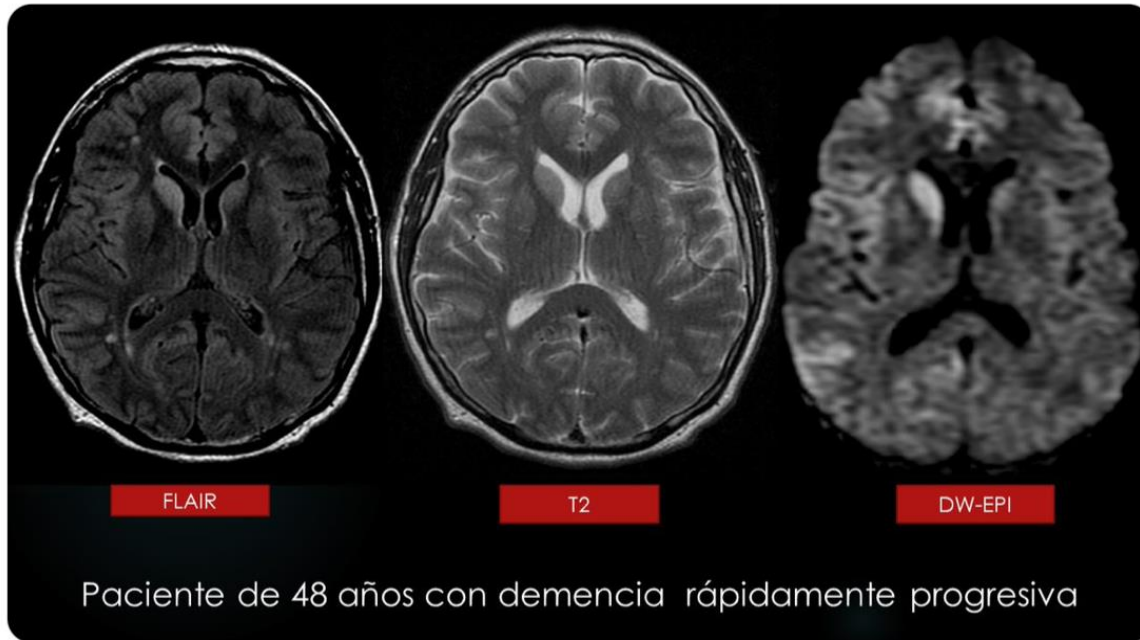 FLAIR
T2
DW-EPI
Paciente de 48 años con demencia rápidamente progresiva